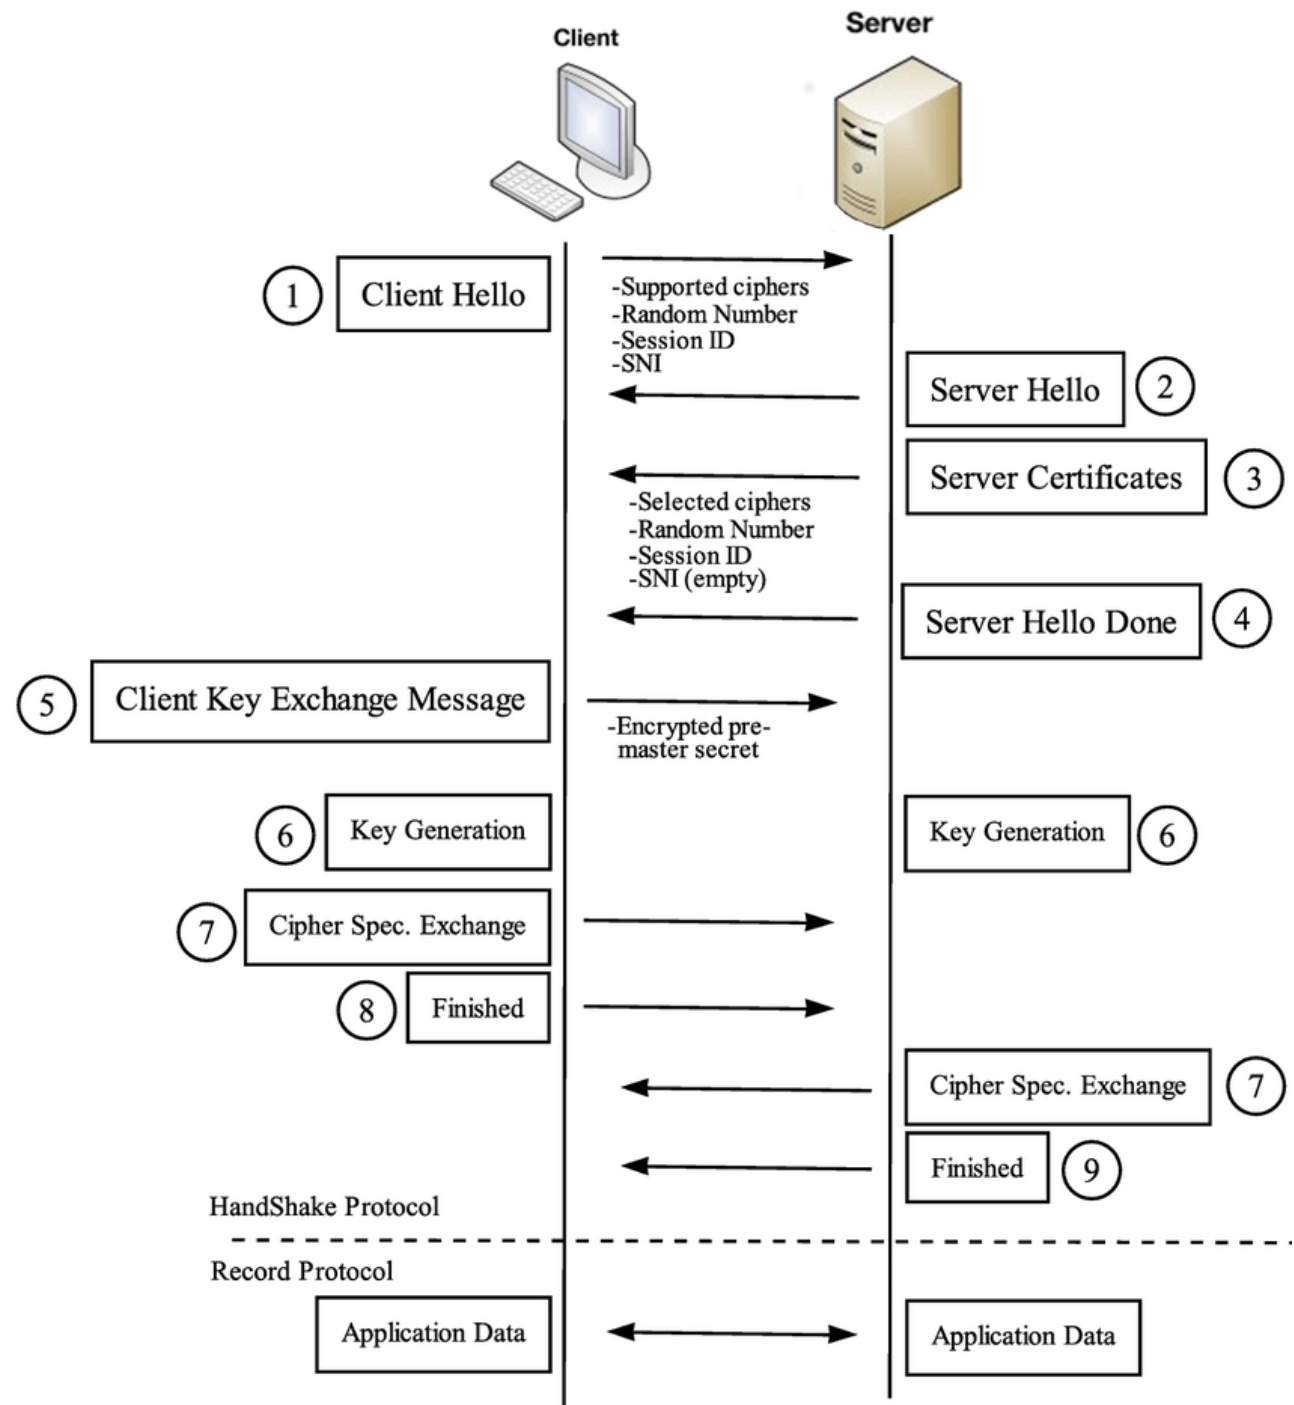 Client
Server
1
Client Hello
-Supported ciphers
-Random Number
-Session ID
-SNI
Server Hello
2
Server Certificates
3
-Selected ciphers
-Random Number
-Session ID
-SNI (empty)
Server Hello Done
4
5
Client Key Exchange Message
-Encrypted pre-
master secret
6
Key Generation
Key Generation
6
7
Cipher Spec. Exchange
8
Finished
Cipher Spec. Exchange
7
Finished
9
HandShake Protocol
Record Protocol
Application Data
Application Data